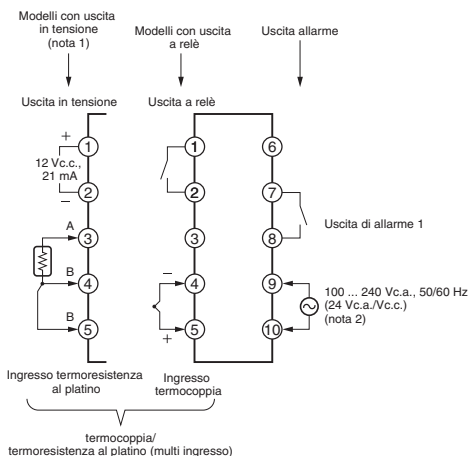 Modelli con uscita
in tensione
(nota 1)
Modelli con uscita
a relè
Uscita allarme
Uscita in tensione
Uscita a relè
+
1
12 Vc.c.,
21 mA
2
−
A
3
B
4
B
5
1
2
3
−
4
+
5
6
7
8
Uscita di allarme 1
9
10
100 ... 240 Vc.a., 50/60 Hz
(24 Vc.a./Vc.c.)
(nota 2)
Ingresso termoresistenza
al platino
Ingresso
termocoppia
termocoppia/
termoresistenza al platino (multi ingresso)